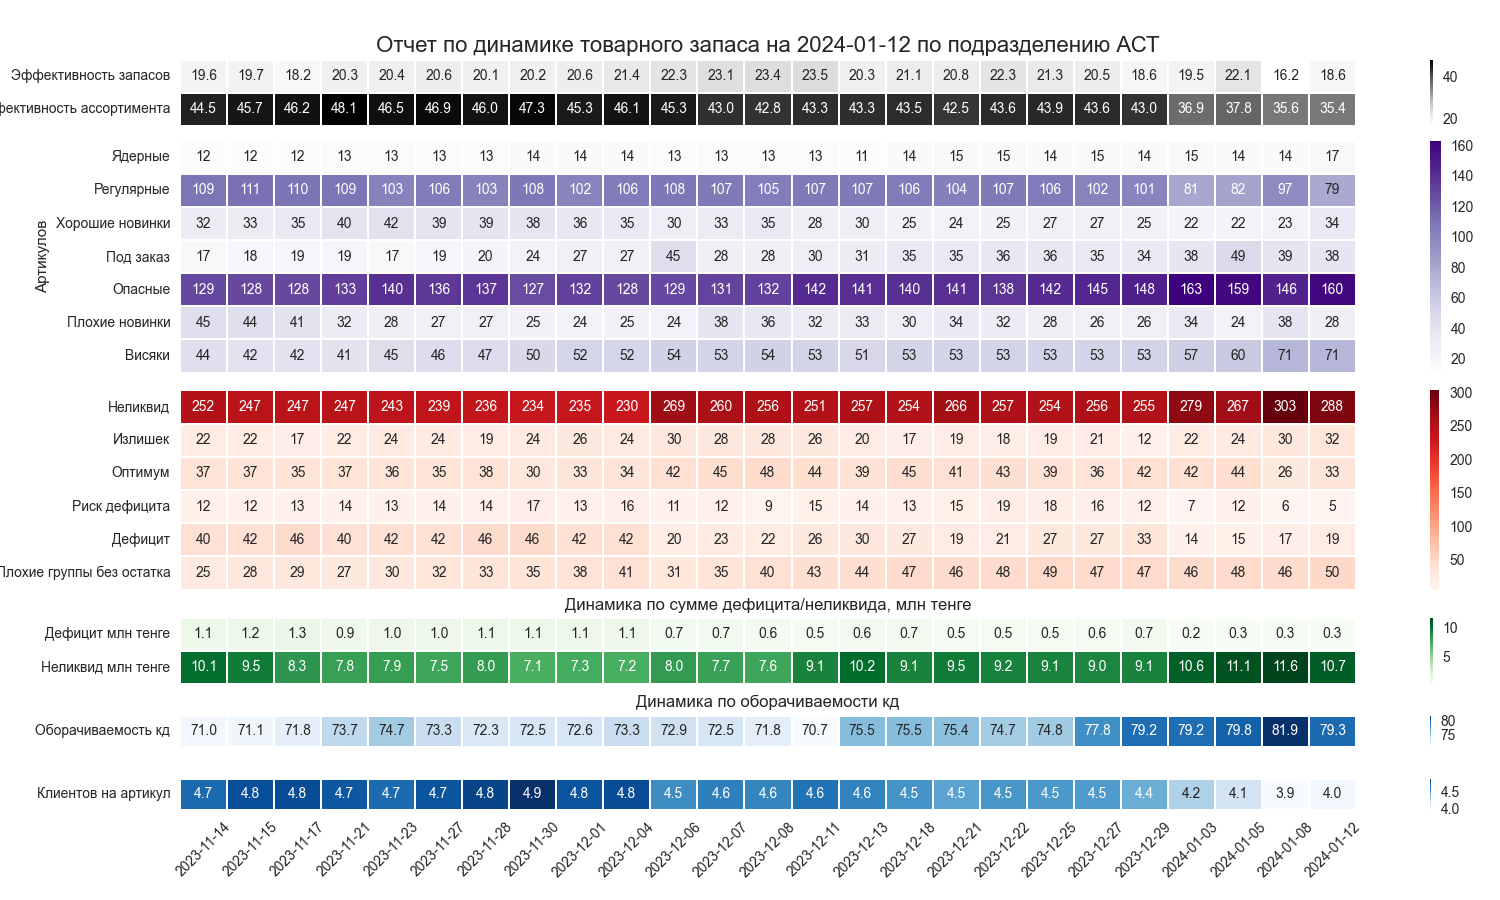 Отчет по динамике товарного запаса на 2024-01-12 по подразделению АСТ
Эффективность запасов 19.6 19.7 18.2 20.3 20.4 20.6 20.1 20.2 20.6 21.4 22.3 23.1 23.4 23.5 20.3 21.1 20.8 22.3 21.3 20.5 18.6 19.5 22.1 16.2 18.6
фективность ассортимента 44.5 45.7 46.2 48.1 46.5 46.9 46.0 47.3 45.3 46.1 45.3 43.0 42.8 43.3 43.3 43.5 42.5 43.6 43.9 43.6 43.0 36.9 37.8 35.6 35.4
40
20
Артикулов
Ядерные 12 12 12 13 13 13 13 14 14 14 13 13 13 13 11 14 15 15 14 15 14 15 14 14 17
Регулярные 109 111 110 109 103 106 103 108 102 106 108 107 105 107 107 106 104 107 106 102 101 81 82 97 79
Хорошие новинки 32 33 35 40 42 39 39 38 36 35 30 33 35 28 30 25 24 25 27 27 25 22 22 23 34
Под заказ 17 18 19 19 17 19 20 24 27 27 45 28 28 30 31 35 35 36 36 35 34 38 49 39 38
Опасные 129 128 128 133 140 136 137 127 132 128 129 131 132 142 141 140 141 138 142 145 148 163 159 146 160
Плохие новинки 45 44 41 32 28 27 27 25 24 25 24 38 36 32 33 30 34 32 28 26 26 34 24 38 28
Висяки 44 42 42 41 45 46 47 50 52 52 54 53 54 53 51 53 53 53 53 53 53 57 60 71 71
160
140
120
100
80
60
40
20
Неликвид 252 247 247 247 243 239 236 234 235 230 269 260 256 251 257 254 266 257 254 256 255 279 267 303 288
Излишек 22 22 17 22 24 24 19 24 26 24 30 28 28 26 20 17 19 18 19 21 12 22 24 30 32
Оптимум 37 37 35 37 36 35 38 30 33 34 42 45 48 44 39 45 41 43 39 36 42 42 44 26 33
Риск дефицита 12 12 13 14 13 14 14 17 13 16 11 12 9 15 14 13 15 19 18 16 12 7 12 6 5
Дефицит 40 42 46 40 42 42 46 46 42 42 20 23 22 26 30 27 19 21 27 27 33 14 15 17 19
Плохие группы без остатка 25 28 29 27 30 32 33 35 38 41 31 35 40 43 44 47 46 48 49 47 47 46 48 46 50
300
250
200
150
100
50
Динамика по сумме дефицита/неликвида, млн тенге
Дефицит млн тенге 1.1 1.2 1.3 0.9 1.0 1.0 1.1 1.1 1.1 1.1 0.7 0.7 0.6 0.5 0.6 0.7 0.5 0.5 0.5 0.6 0.7 0.2 0.3 0.3 0.3
Неликвид млн тенге 10.1 9.5 8.3 7.8 7.9 7.5 8.0 7.1 7.3 7.2 8.0 7.7 7.6 9.1 10.2 9.1 9.5 9.2 9.1 9.0 9.1 10.6 11.1 11.6 10.7
10
5
Динамика по оборачиваемости кд
Оборачиваемость кд 71.0 71.1 71.8 73.7 74.7 73.3 72.3 72.5 72.6 73.3 72.9 72.5 71.8 70.7 75.5 75.5 75.4 74.7 74.8 77.8 79.2 79.2 79.8 81.9 79.3
80
75
Клиентов на артикул 4.7 4.8 4.8 4.7 4.7 4.7 4.8 4.9 4.8 4.8 4.5 4.6 4.6 4.6 4.6 4.5 4.5 4.5 4.5 4.5 4.4 4.2 4.1 3.9 4.0
4.5
4.0
2023-11-14 2023-11-15 2023-11-17 2023-11-21 2023-11-23 2023-11-27 2023-11-28 2023-11-30 2023-12-01 2023-12-04 2023-12-06 2023-12-07 2023-12-08 2023-12-11 2023-12-13 2023-12-18 2023-12-21 2023-12-22 2023-12-25 2023-12-27 2023-12-29 2024-01-03 2024-01-05 2024-01-08 2024-01-12